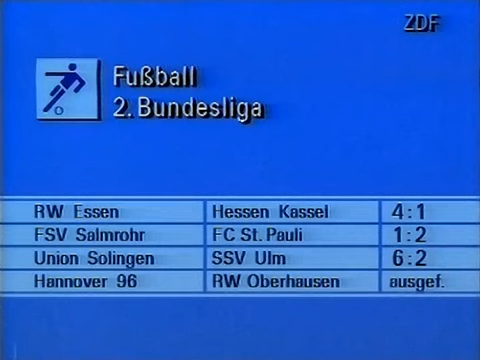 ZDF
Fußball
2. Bundesliga
RW Essen Hessen Kassel 4:1
FSV Salmrohr FC St. Pauli 1:2
Union Solingen SSV Ulm 6:2
Hannover 96 RW Oberhausen ausgef.